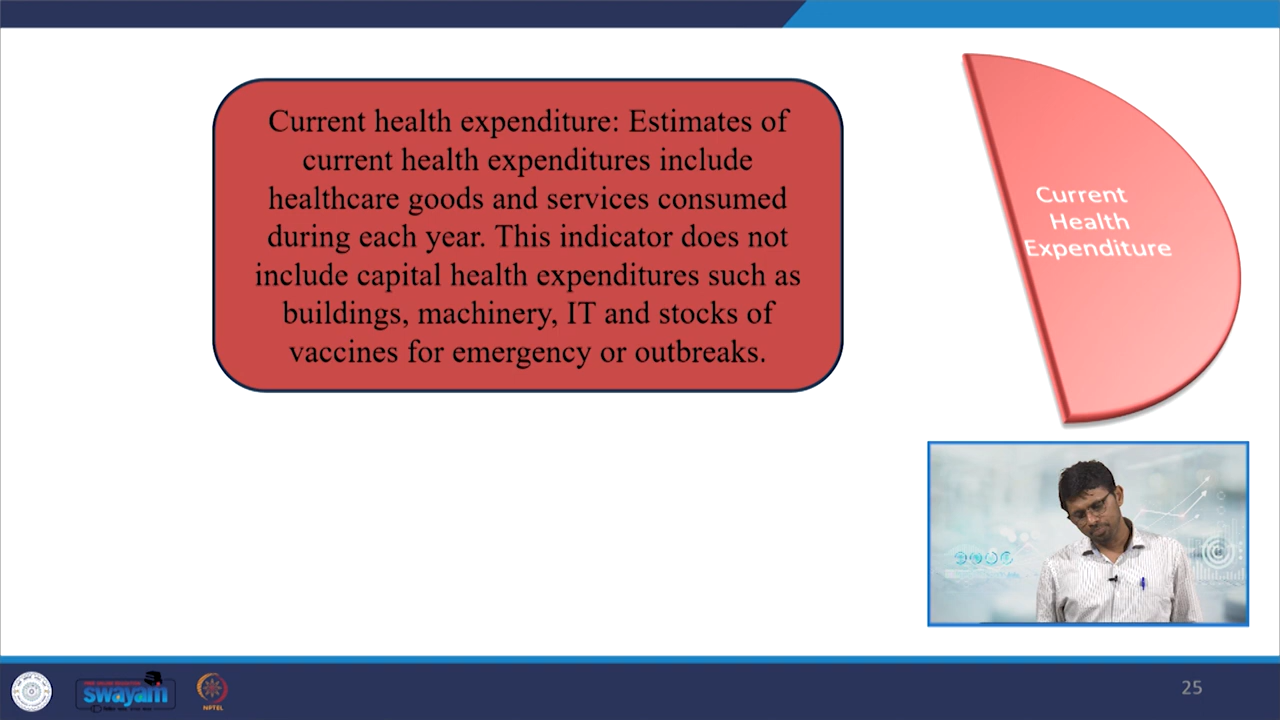 Current health expenditure: Estimates of
current health expenditures include
healthcare goods and services consumed
during each year. This indicator does not
include capital health expenditures such as
buildings, machinery, IT and stocks of
vaccines for emergency or outbreaks.
Current
Health
Expenditure
swayam
NPTEL
25